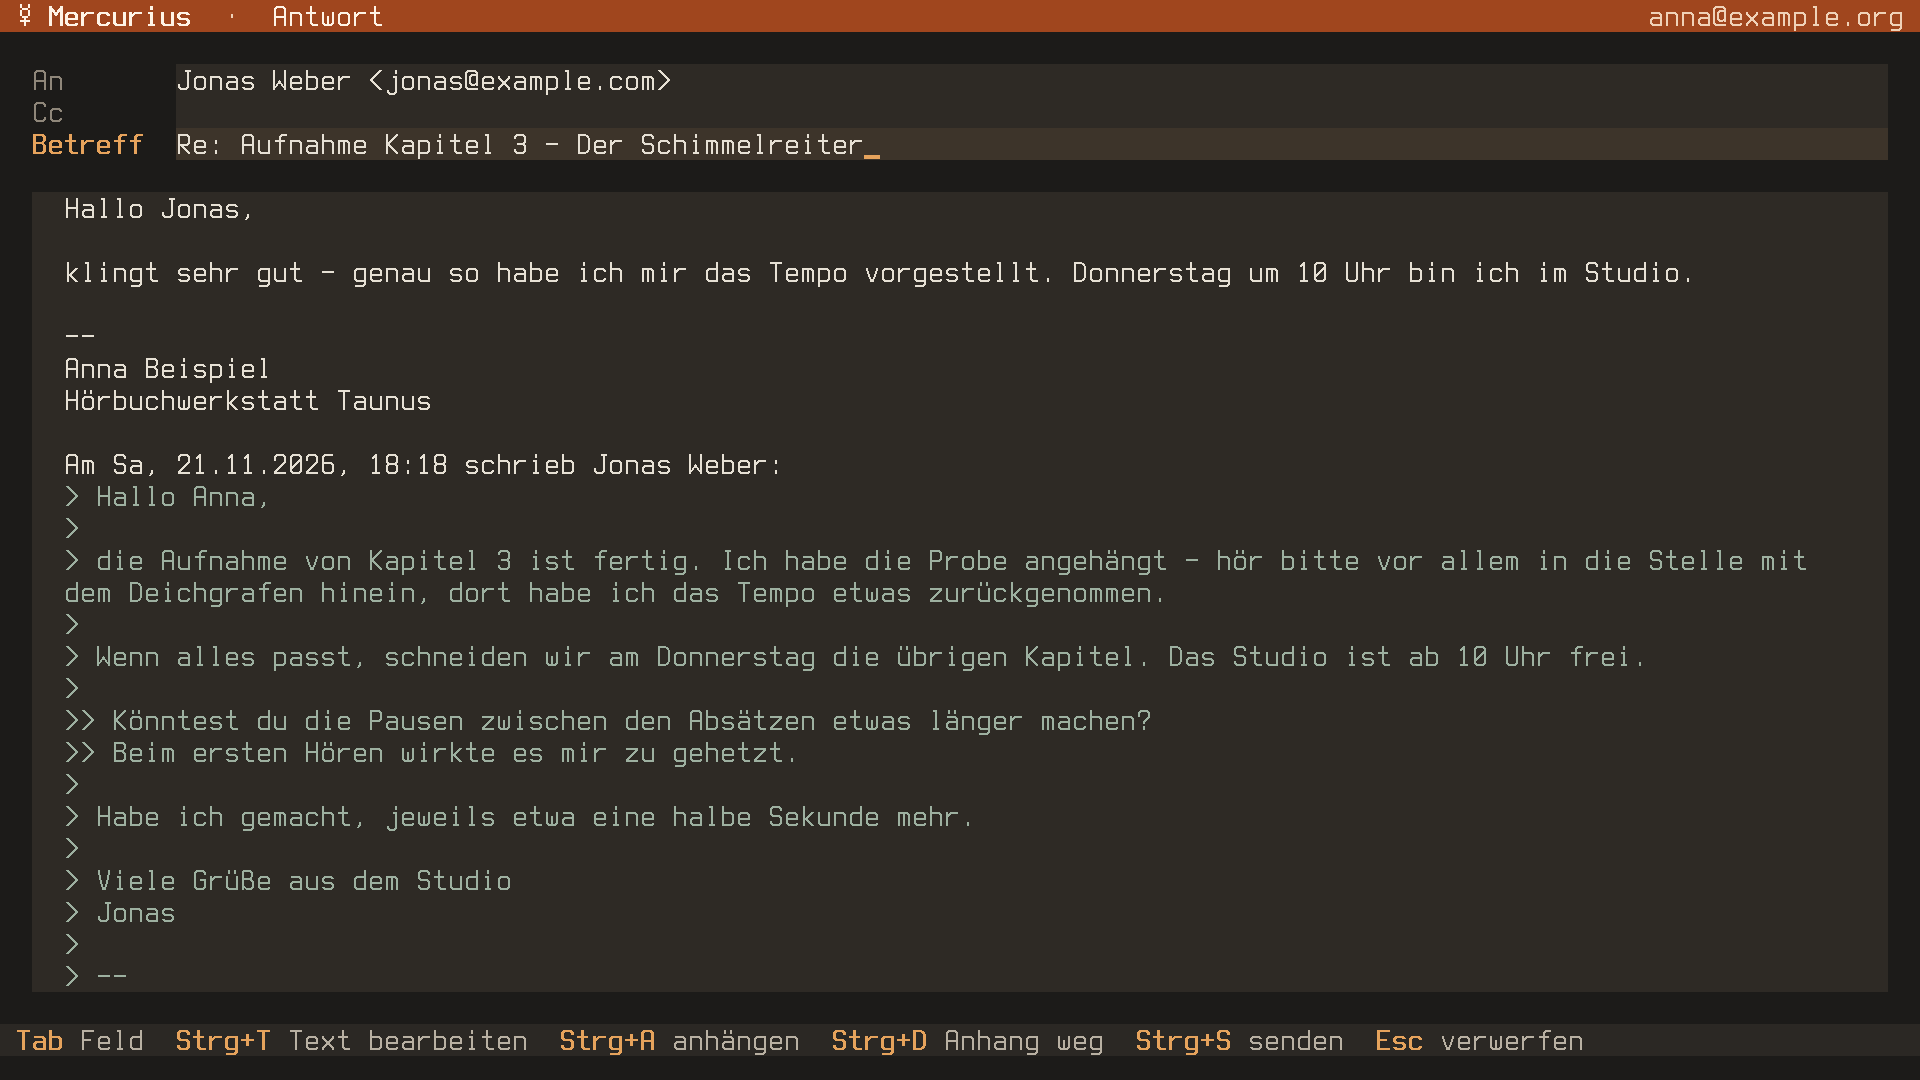 ☿ Mercurius · Antwort anna@example.org
An Jonas Weber <jonas@example.com>
Cc
Betreff Re: Aufnahme Kapitel 3 - Der Schimmelreiter_
Hallo Jonas,
klingt sehr gut - genau so habe ich mir das Tempo vorgestellt. Donnerstag um 10 Uhr bin ich im Studio.
--
Anna Beispiel
Hörbuchwerkstatt Taunus
Am Sa, 21.11.2026, 18:18 schrieb Jonas Weber:
> Hallo Anna,
>
> die Aufnahme von Kapitel 3 ist fertig. Ich habe die Probe angehängt - hör bitte vor allem in die Stelle mit
dem Deichgrafen hinein, dort habe ich das Tempo etwas zurückgenommen.
>
> Wenn alles passt, schneiden wir am Donnerstag die übrigen Kapitel. Das Studio ist ab 10 Uhr frei.
>
>> Könntest du die Pausen zwischen den Absätzen etwas länger machen?
>> Beim ersten Hören wirkte es mir zu gehetzt.
>
> Habe ich gemacht, jeweils etwa eine halbe Sekunde mehr.
>
> Viele Grüße aus dem Studio
> Jonas
>
> --
Tab Feld Strg+T Text bearbeiten Strg+A anhängen Strg+D Anhang weg Strg+S senden Esc verwerfen